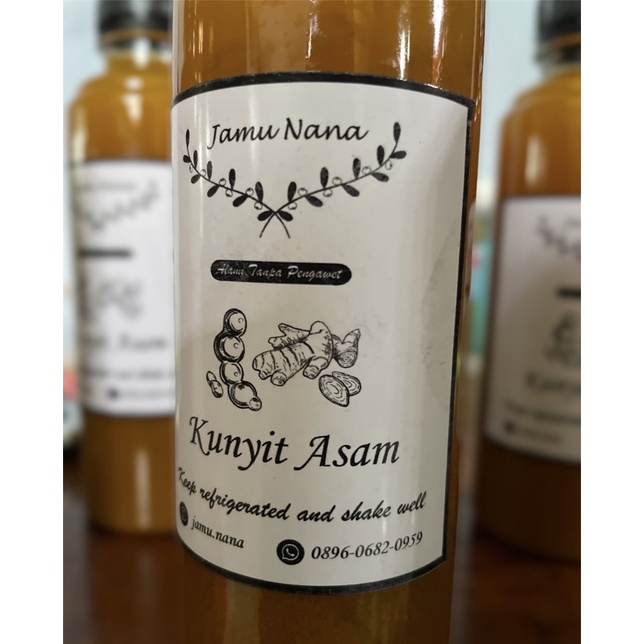 Jamu Nana
Alami Tanpa Pengawet
Kunyit Asam
Keep refrigerated and shake well
jamu.nana
0896-0682-0959